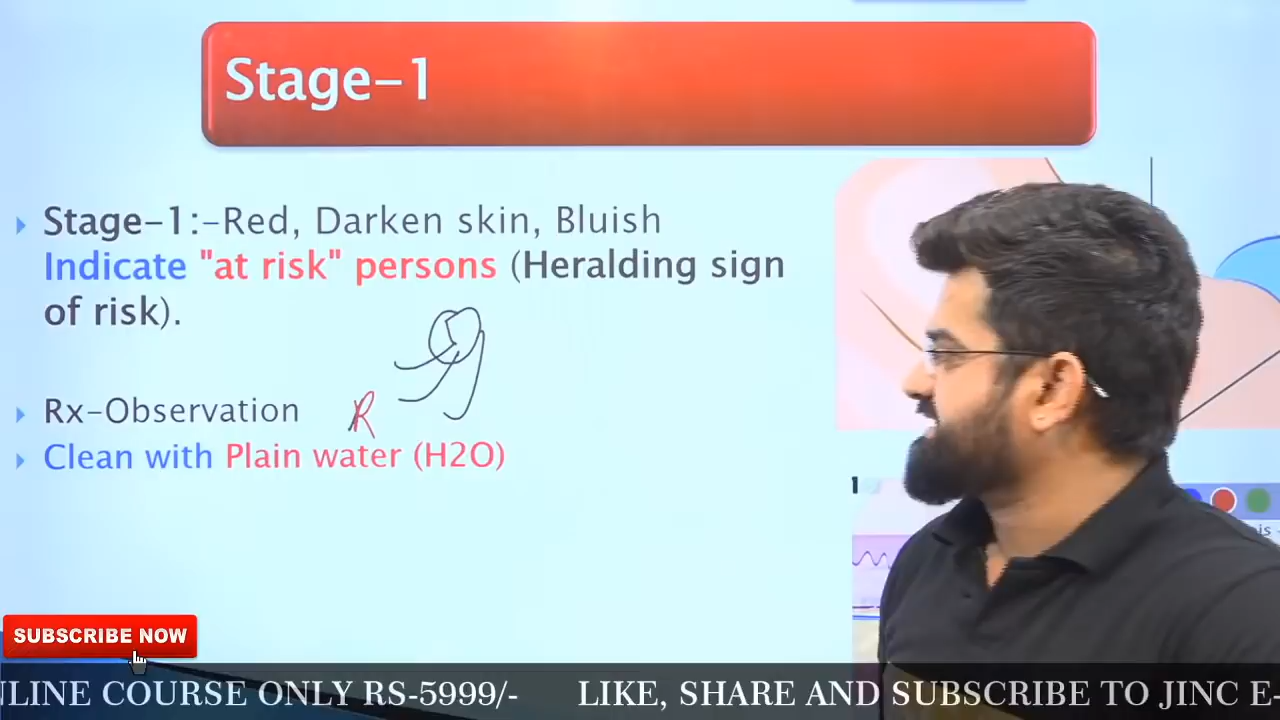 Stage-1
Stage-1:-Red, Darken skin, Bluish
Indicate "at risk" persons (Heralding sign
of risk).
Rx-Observation
R
Clean with Plain water (H2O)
1
SUBSCRIBE NOW
NLINE COURSE ONLY RS-5999/- LIKE, SHARE AND SUBSCRIBE TO JINC E-